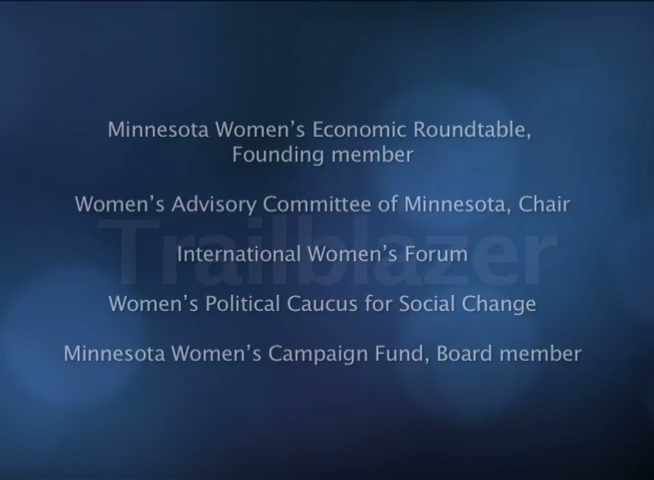 Minnesota Women's Economic Roundtable,
Founding member
Women's Advisory Committee of Minnesota, Chair
Trailblazer
International Women's Forum
Women's Political Caucus for Social Change
Minnesota Women's Campaign Fund, Board member